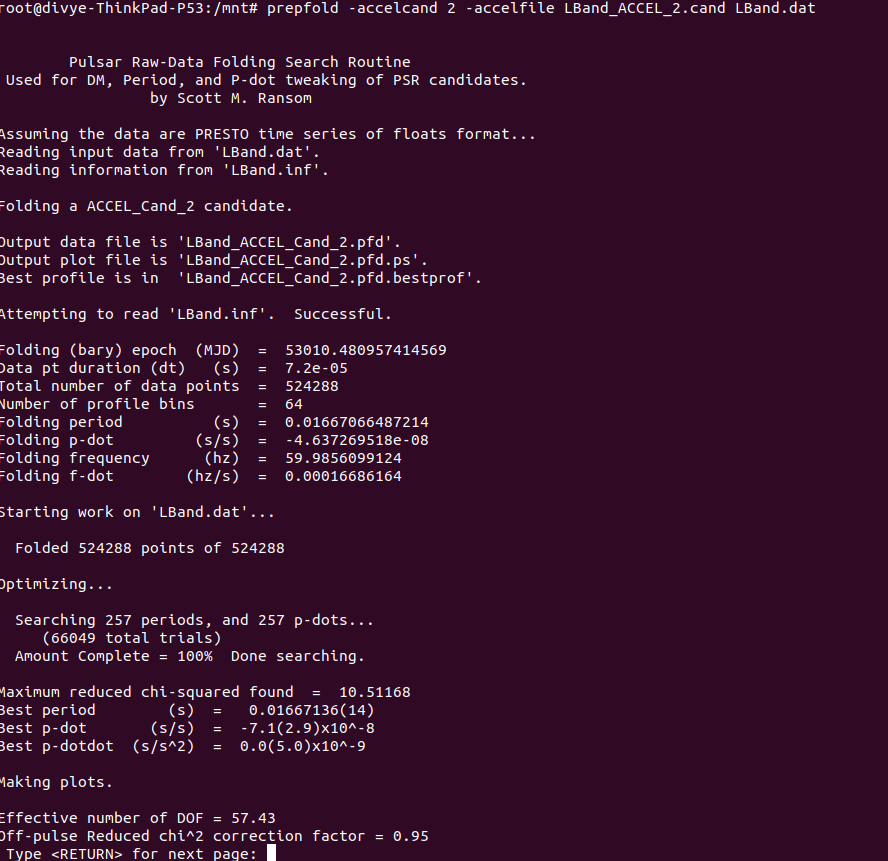 root@divye-ThinkPad-P53:/mnt# prepfold -accelcand 2 -accelfile LBand_ACCEL_2.cand LBand.dat
Pulsar Raw-Data Folding Search Routine
Used for DM, Period, and P-dot tweaking of PSR candidates.
by Scott M. Ransom
Assuming the data are PRESTO time series of floats format...
Reading input data from 'LBand.dat'.
Reading information from 'LBand.inf'.
Folding a ACCEL_Cand_2 candidate.
Output data file is 'LBand_ACCEL_Cand_2.pfd'.
Output plot file is 'LBand_ACCEL_Cand_2.pfd.ps'.
Best profile is in  'LBand_ACCEL_Cand_2.pfd.bestprof'.
Attempting to read 'LBand.inf'.  Successful.
Folding (bary) epoch  (MJD)  =  53010.480957414569
Data pt duration (dt)   (s)  =  7.2e-05
Total number of data points  =  524288
Number of profile bins       =  64
Folding period          (s)  =  0.01667066487214
Folding p-dot         (s/s)  =  -4.637269518e-08
Folding frequency      (hz)  =  59.9856099124
Folding f-dot        (hz/s)  =  0.00016686164
Starting work on 'LBand.dat'...
Folded 524288 points of 524288
Optimizing...
Searching 257 periods, and 257 p-dots...
(66049 total trials)
Amount Complete = 100%  Done searching.
Maximum reduced chi-squared found  =  10.51168
Best period        (s)  =   0.01667136(14)
Best p-dot       (s/s)  =  -7.1(2.9)x10^-8
Best p-dotdot  (s/s^2)  =  0.0(5.0)x10^-9
Making plots.
Effective number of DOF = 57.43
Off-pulse Reduced chi^2 correction factor = 0.95
Type <RETURN> for next page: